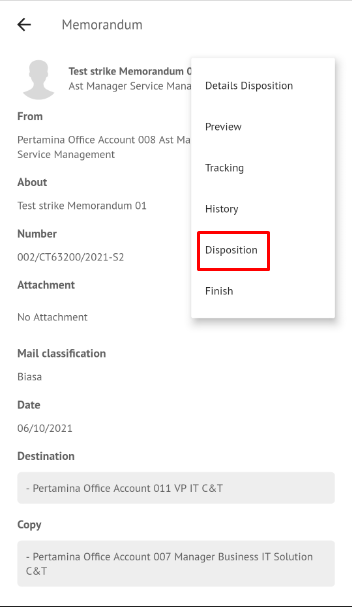 Memorandum
Test strike Memorandum 0
Ast Manager Service Mana
Details Disposition
Preview
Tracking
History
Disposition
Finish
From
Pertamina Office Account 008 Ast Ma
Service Management
About
Test strike Memorandum 01
Number
002/CT63200/2021-S2
Attachment
No Attachment
Mail classification
Biasa
Date
06/10/2021
Destination
- Pertamina Office Account 011 VP IT C&T
Copy
- Pertamina Office Account 007 Manager Business IT Solution
C&T